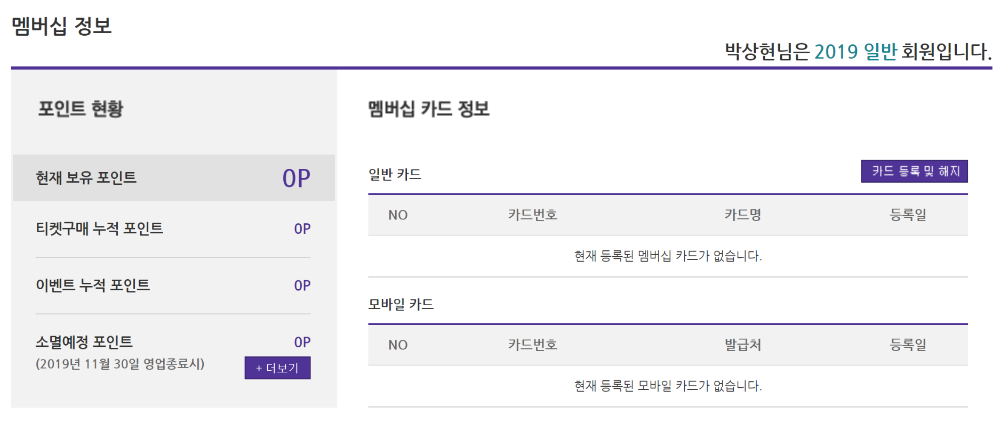 멤버십 정보
박상현님은 2019 일반 회원입니다.
포인트 현황
현재 보유 포인트 0P
티켓구매 누적 포인트 0P
이벤트 누적 포인트 0P
소멸예정 포인트 0P
(2019년 11월 30일 영업종료시)
+ 더보기
멤버십 카드 정보
일반 카드
카드 등록 및 해지
NO 카드번호 카드명 등록일
현재 등록된 멤버십 카드가 없습니다.
모바일 카드
NO 카드번호 발급처 등록일
현재 등록된 모바일 카드가 없습니다.